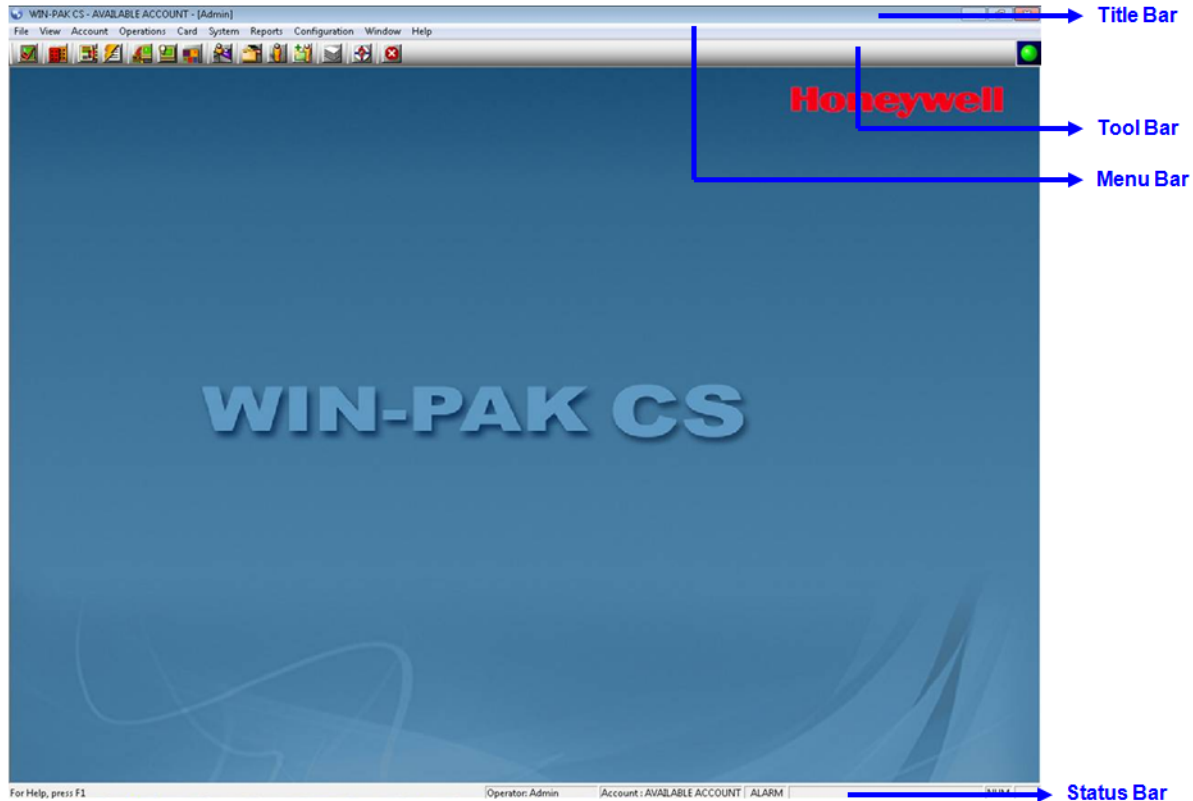 WIN-PAK CS - AVAILABLE ACCOUNT - [Admin]
Title Bar
File View Account Operations Card System Reports Configuration Window Help
Honeywell
Tool Bar
Menu Bar
WIN-PAK CS
For Help, press F1
Operator: Admin
Account : AVAILABLE ACCOUNT
ALARM
NUM
Status Bar